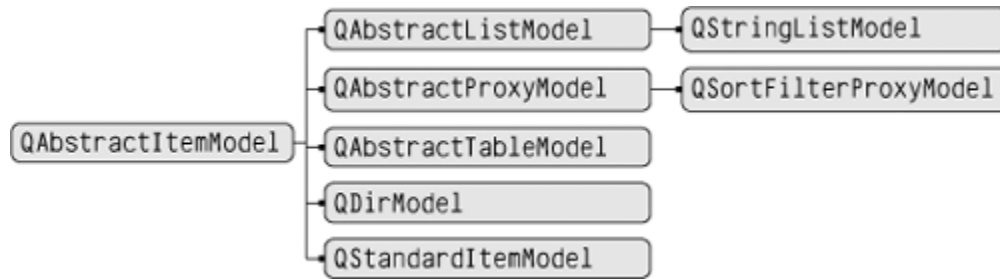 QAbstractListModel
QStringListModel
QAbstractProxyModel
QSortFilterProxyModel
QAbstractItemModel
QAbstractTableModel
QDirModel
QStandardItemModel